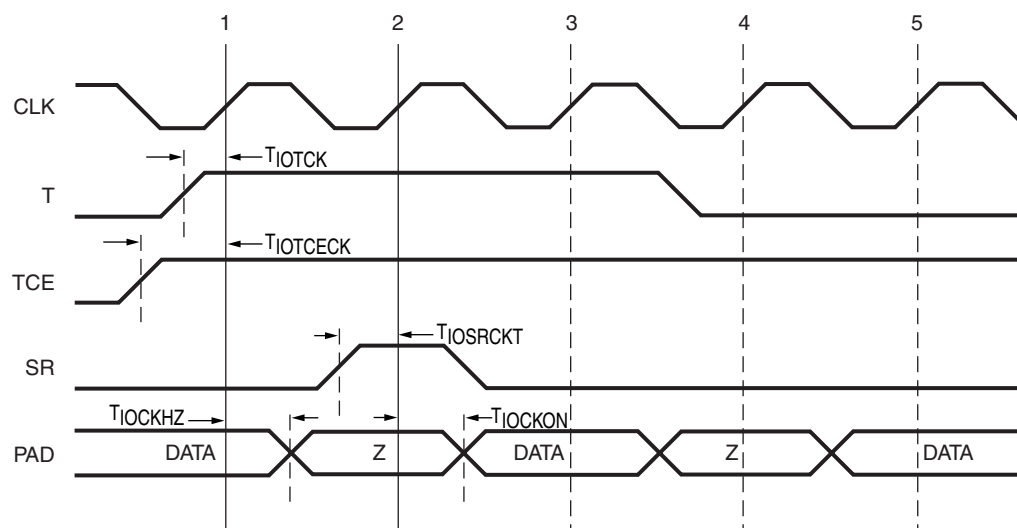 1 2 3 4 5
CLK
TIOTCK
T
TIOTCECK
TCE
TIOSRCKT
SR
TIOCKHZ TIOCKON
PAD DATA Z DATA Z DATA